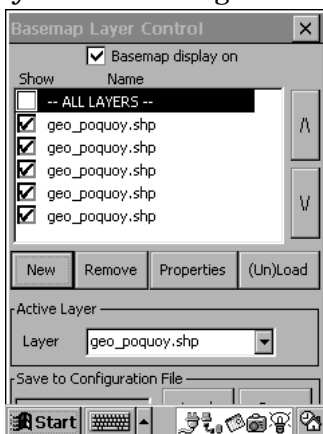 Basemap Layer Control
Basemap display on
Show Name
-- ALL LAYERS --
geo_poquoy.shp
geo_poquoy.shp
geo_poquoy.shp
geo_poquoy.shp
geo_poquoy.shp
/\
\/
New Remove Properties (Un)Load
Active Layer
Layer geo_poquoy.shp
Save to Configuration File
Start